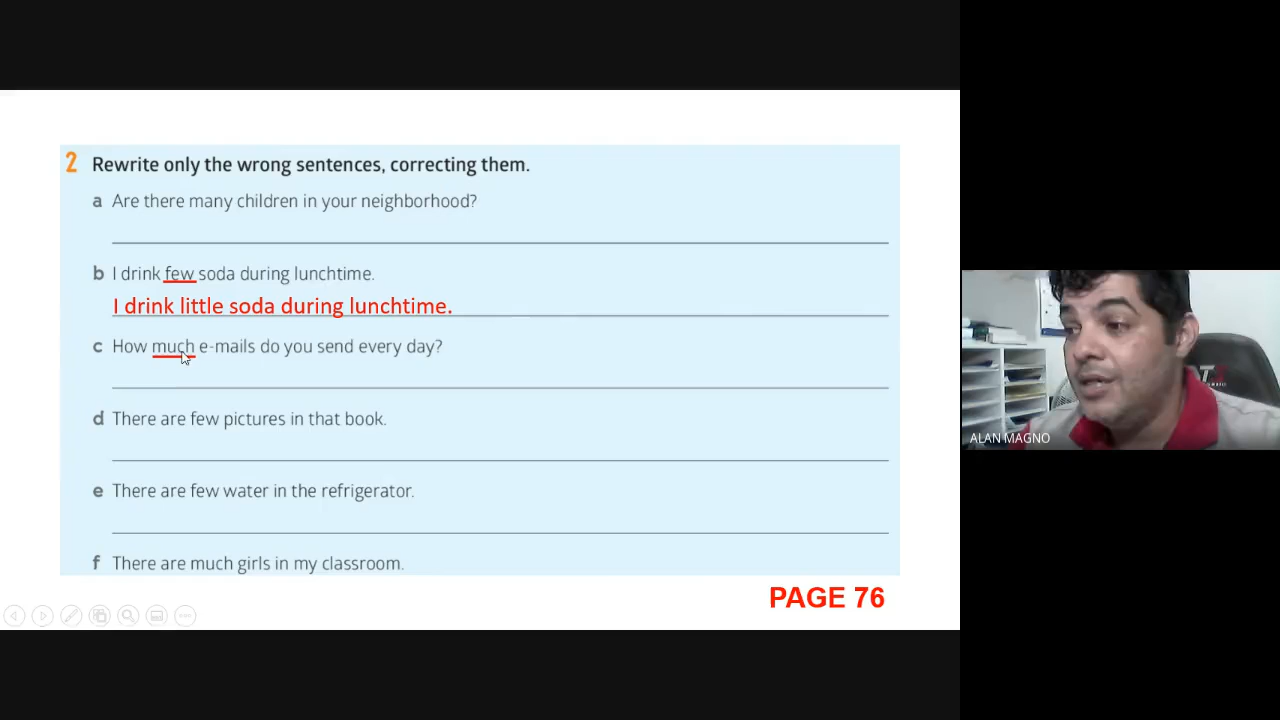 2 Rewrite only the wrong sentences, correcting them.
a Are there many children in your neighborhood?
b I drink few soda during lunchtime.
I drink little soda during lunchtime.
c How much e-mails do you send every day?
d There are few pictures in that book.
e There are few water in the refrigerator.
f There are much girls in my classroom.
PAGE 76
ALAN MAGNO